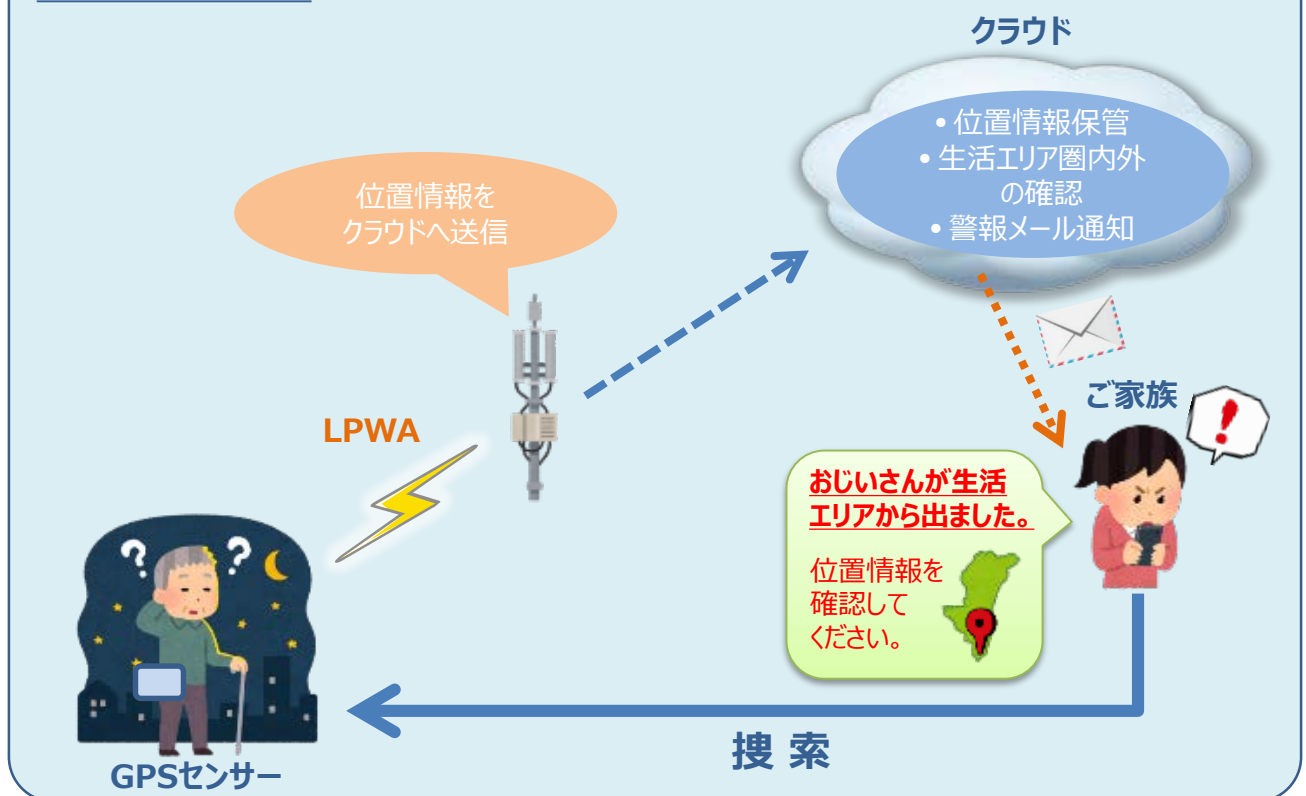 クラウド
• 位置情報保管
• 生活エリア圏内外
の確認
• 警報メール通知
位置情報を
クラウドへ送信
LPWA
ご家族
おじいさんが生活
エリアから出ました。
位置情報を
確認して
ください。
捜 索
GPSセンサー